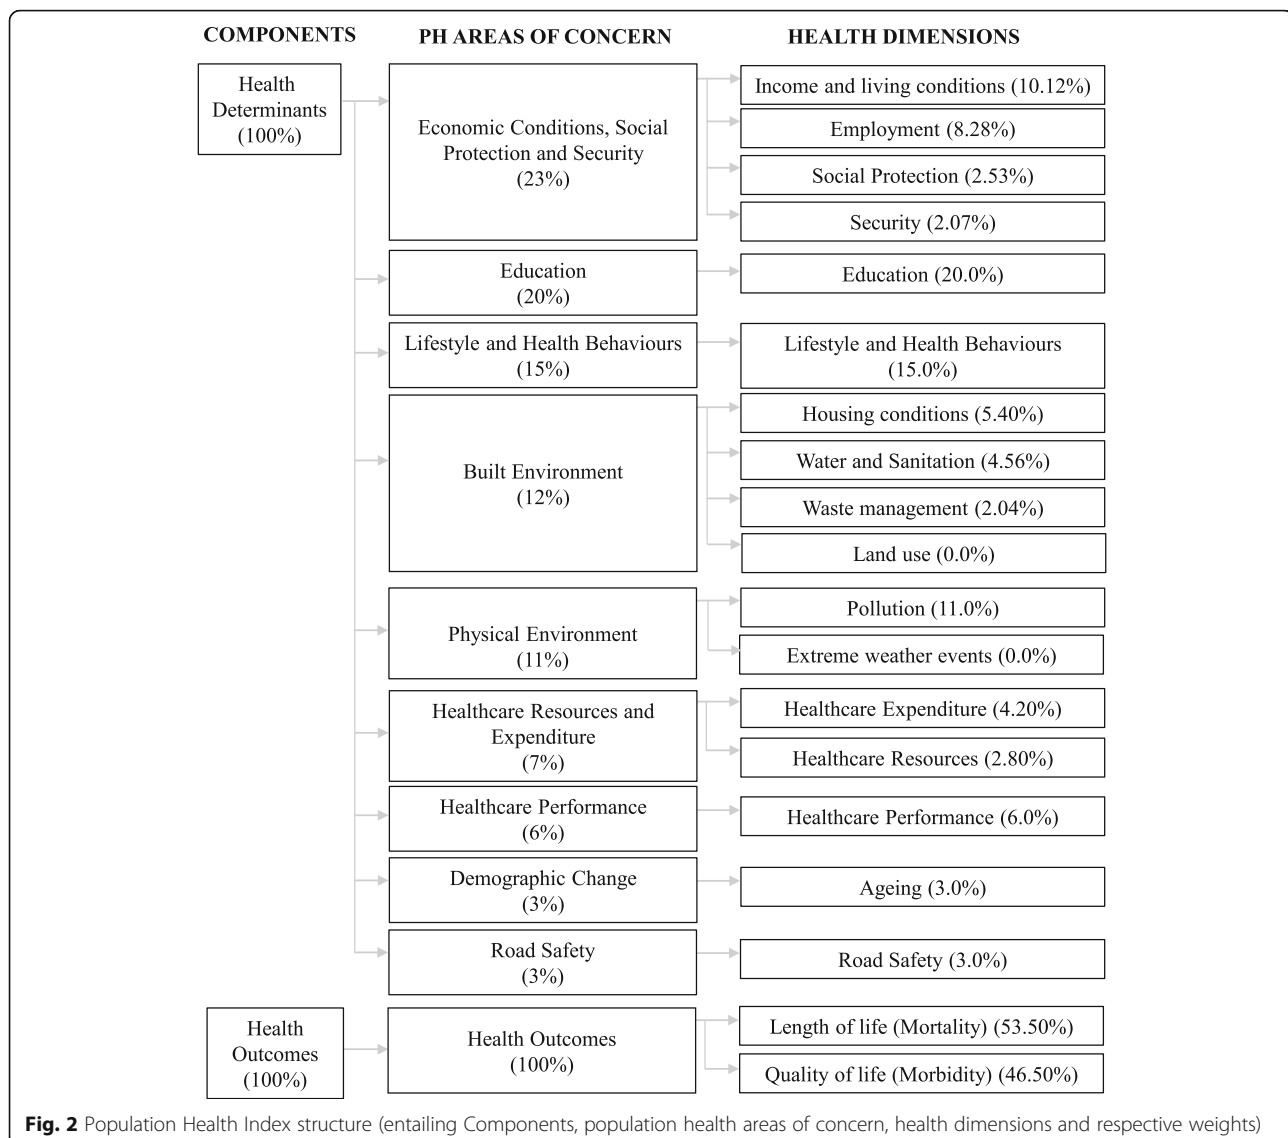 COMPONENTS
PH AREAS OF CONCERN
HEALTH DIMENSIONS
Health
Determinants
(100%)
Economic Conditions, Social
Protection and Security
(23%)
Income and living conditions (10.12%)
Employment (8.28%)
Social Protection (2.53%)
Security (2.07%)
Education
(20%)
Education (20.0%)
Lifestyle and Health Behaviours
(15%)
Lifestyle and Health Behaviours
(15.0%)
Built Environment
(12%)
Housing conditions (5.40%)
Water and Sanitation (4.56%)
Waste management (2.04%)
Land use (0.0%)
Physical Environment
(11%)
Pollution (11.0%)
Extreme weather events (0.0%)
Healthcare Resources and
Expenditure
(7%)
Healthcare Expenditure (4.20%)
Healthcare Resources (2.80%)
Healthcare Performance
(6%)
Healthcare Performance (6.0%)
Demographic Change
(3%)
Ageing (3.0%)
Road Safety
(3%)
Road Safety (3.0%)
Health
Outcomes
(100%)
Health Outcomes
(100%)
Length of life (Mortality) (53.50%)
Quality of life (Morbidity) (46.50%)
Fig. 2 Population Health Index structure (entailing Components, population health areas of concern, health dimensions and respective weights)